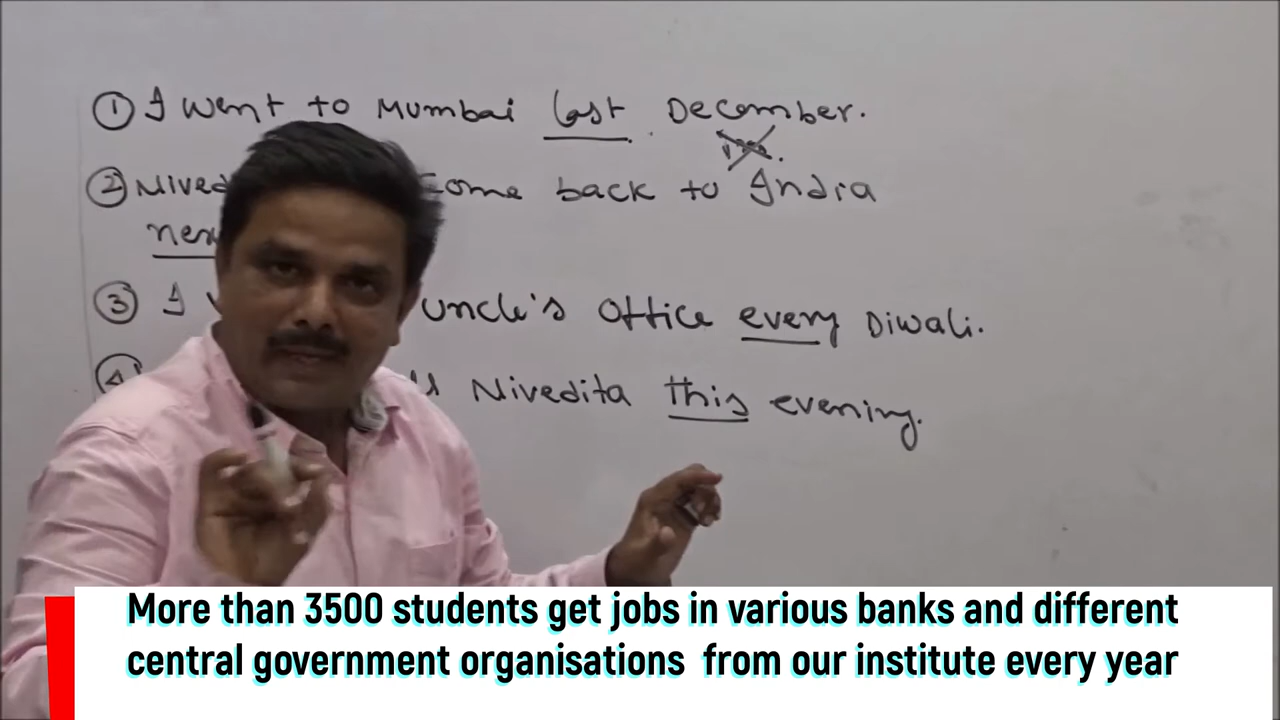 ① I went to Mumbai last December.
② come back to India
③ I uncle's office every Diwali.
④ Nivedita this evening.
More than 3500 students get jobs in various banks and different
central government organisations from our institute every year